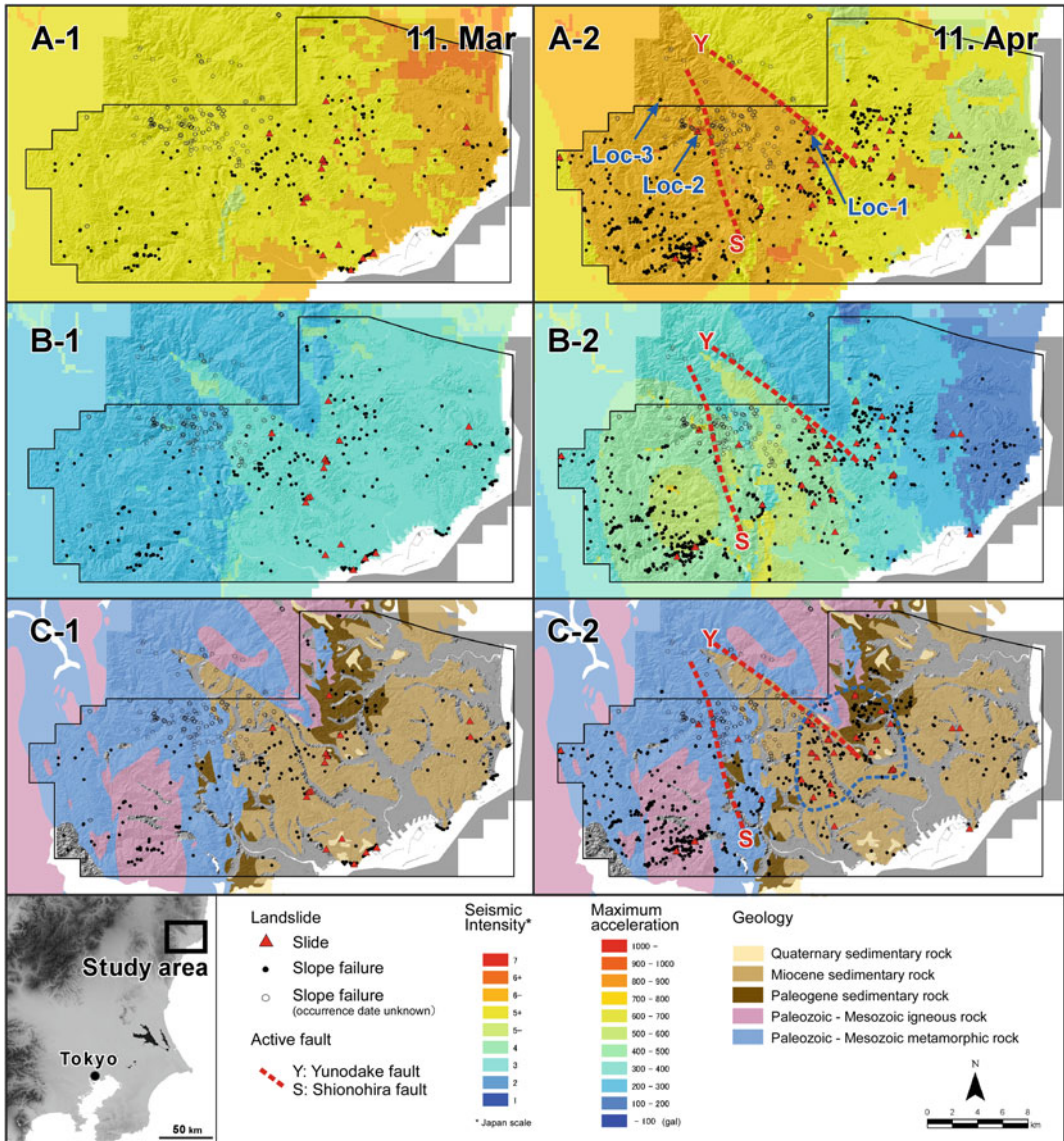 A-1
11. Mar
A-2
11. Apr
Y
Loc-3
Loc-2
Loc-1
S
B-1
B-2
Y
S
C-1
C-2
Y
S
Study area
Tokyo
50 km
Landslide
Slide
Slope failure
Slope failure
(occurrence date unknown)
Active fault
Y: Yunodake fault
S: Shionohira fault
Seismic
Intensity*
7
6+
6-
5+
5-
4
3
2
1
* Japan scale
Maximum
acceleration
1000 -
900 - 1000
800 - 900
700 - 800
600 - 700
500 - 600
400 - 500
300 - 400
200 - 300
100 - 200
- 100 (gal)
Geology
Quaternary sedimentary rock
Miocene sedimentary rock
Paleogene sedimentary rock
Paleozoic - Mesozoic igneous rock
Paleozoic - Mesozoic metamorphic rock
N
0 2 4 6 8
km